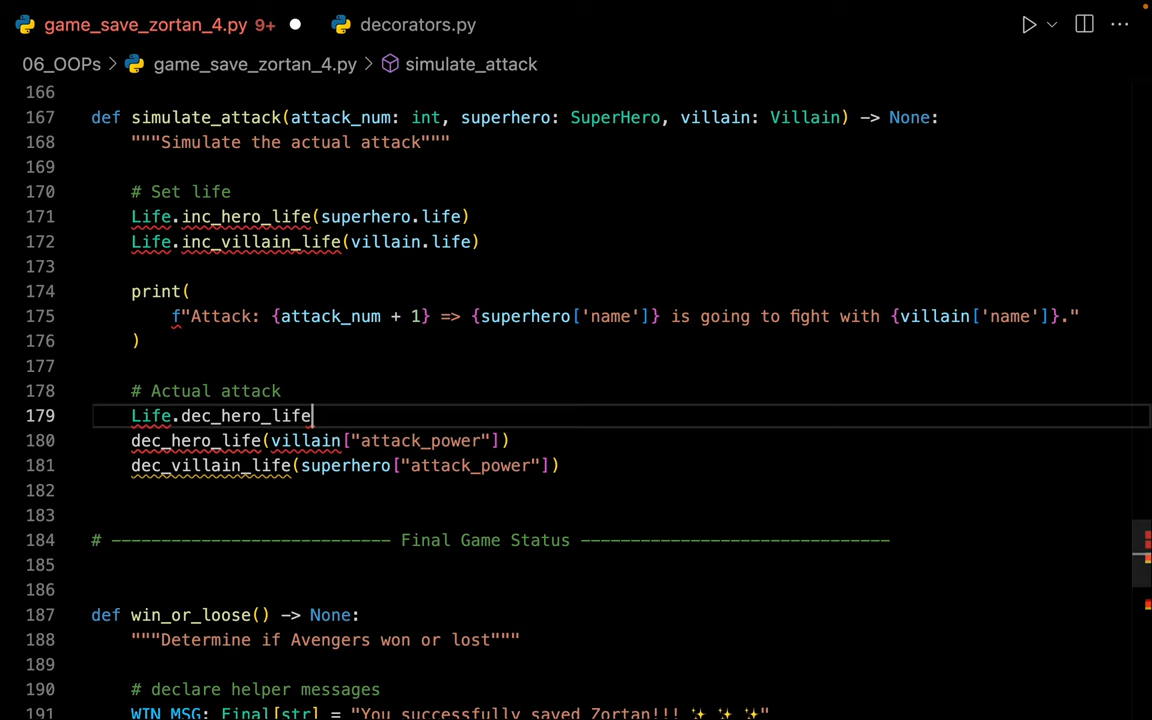 game_save_zortan_4.py 9+ decorators.py
06_OOPs > game_save_zortan_4.py > simulate_attack
166
167 def simulate_attack(attack_num: int, superhero: SuperHero, villain: Villain) -> None:
168 """Simulate the actual attack"""
169
170 # Set life
171 Life.inc_hero_life(superhero.life)
172 Life.inc_villain_life(villain.life)
173
174 print(
175 f"Attack: {attack_num + 1} => {superhero['name']} is going to fight with {villain['name']}."
176 )
177
178 # Actual attack
179 Life.dec_hero_life
180 dec_hero_life(villain["attack_power"])
181 dec_villain_life(superhero["attack_power"])
182
183
184 # ---------------------------- Final Game Status -------------------------------
185
186
187 def win_or_loose() -> None:
188 """Determine if Avengers won or lost"""
189
190 # declare helper messages
191 WIN_MSG: Final[str] = "You successfully saved Zortan!!! ✨ ✨ ✨"